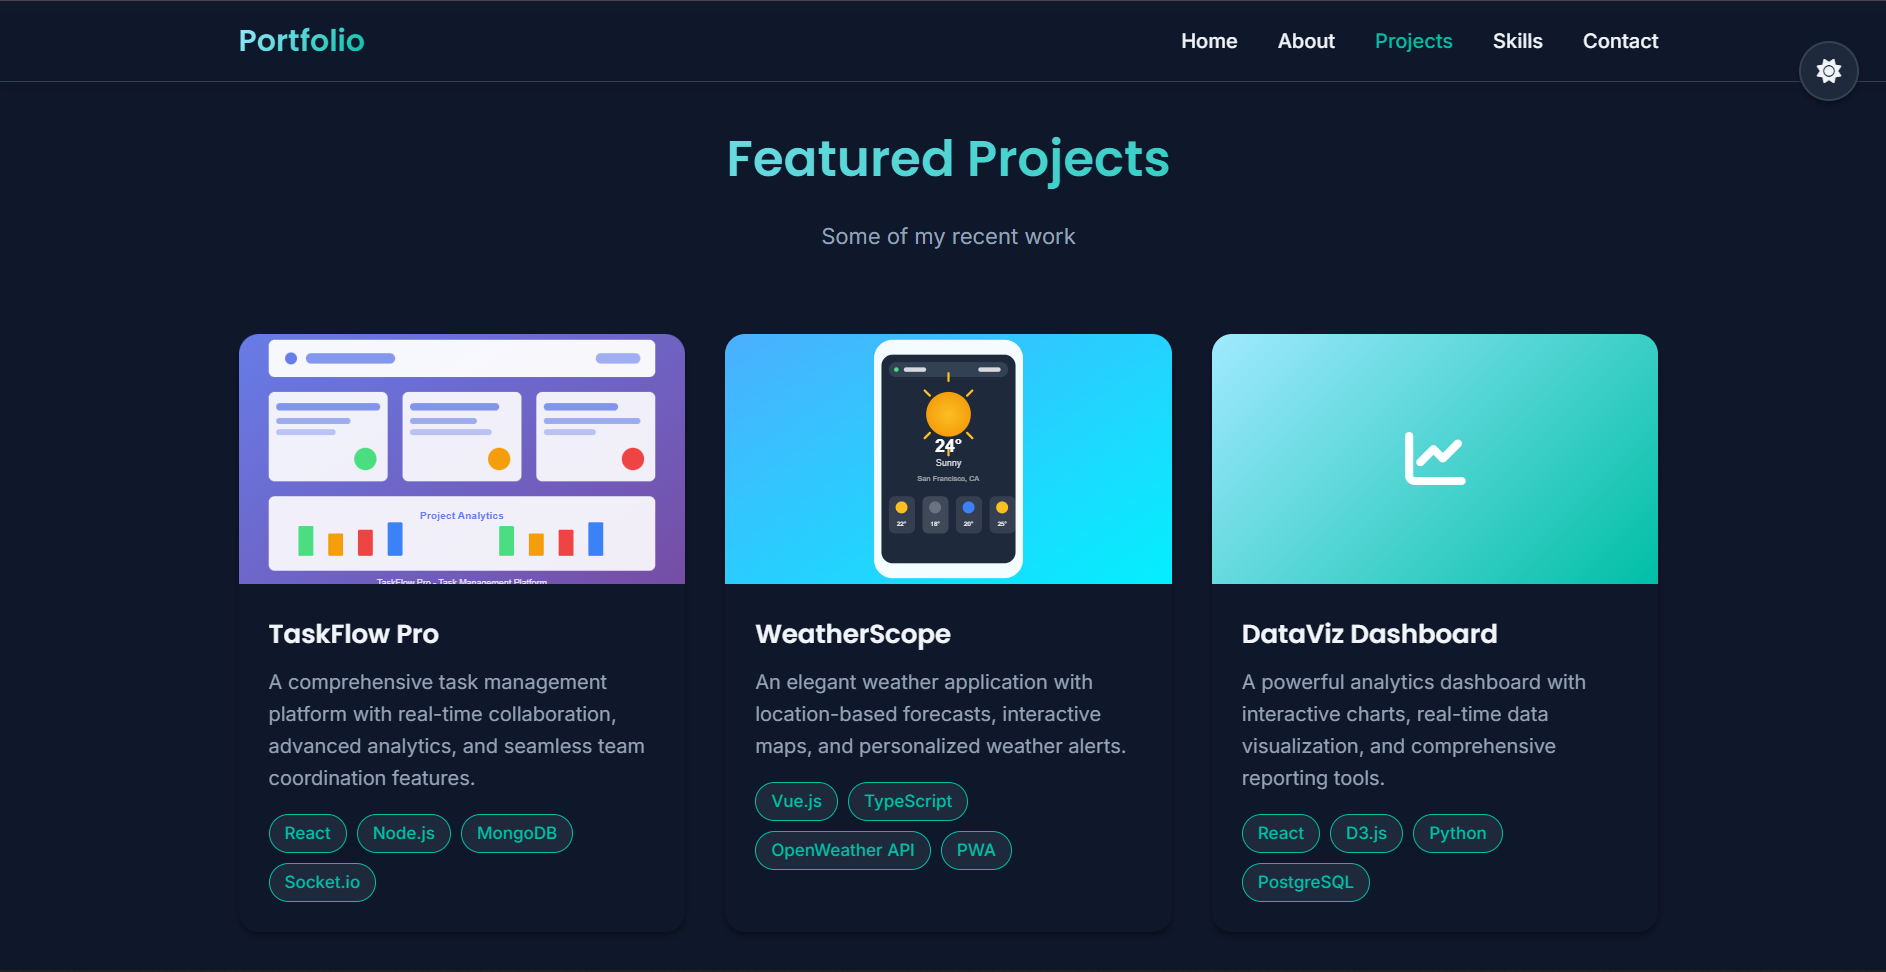 Portfolio
Home
About
Projects
Skills
Contact
Featured Projects
Some of my recent work
Project Analytics
TaskFlow Pro - Task Management Platform
24°
Sunny
San Francisco, CA
22°
18°
20°
25°
TaskFlow Pro
A comprehensive task management
platform with real-time collaboration,
advanced analytics, and seamless team
coordination features.
React
Node.js
MongoDB
Socket.io
WeatherScope
An elegant weather application with
location-based forecasts, interactive
maps, and personalized weather alerts.
Vue.js
TypeScript
OpenWeather API
PWA
DataViz Dashboard
A powerful analytics dashboard with
interactive charts, real-time data
visualization, and comprehensive
reporting tools.
React
D3.js
Python
PostgreSQL